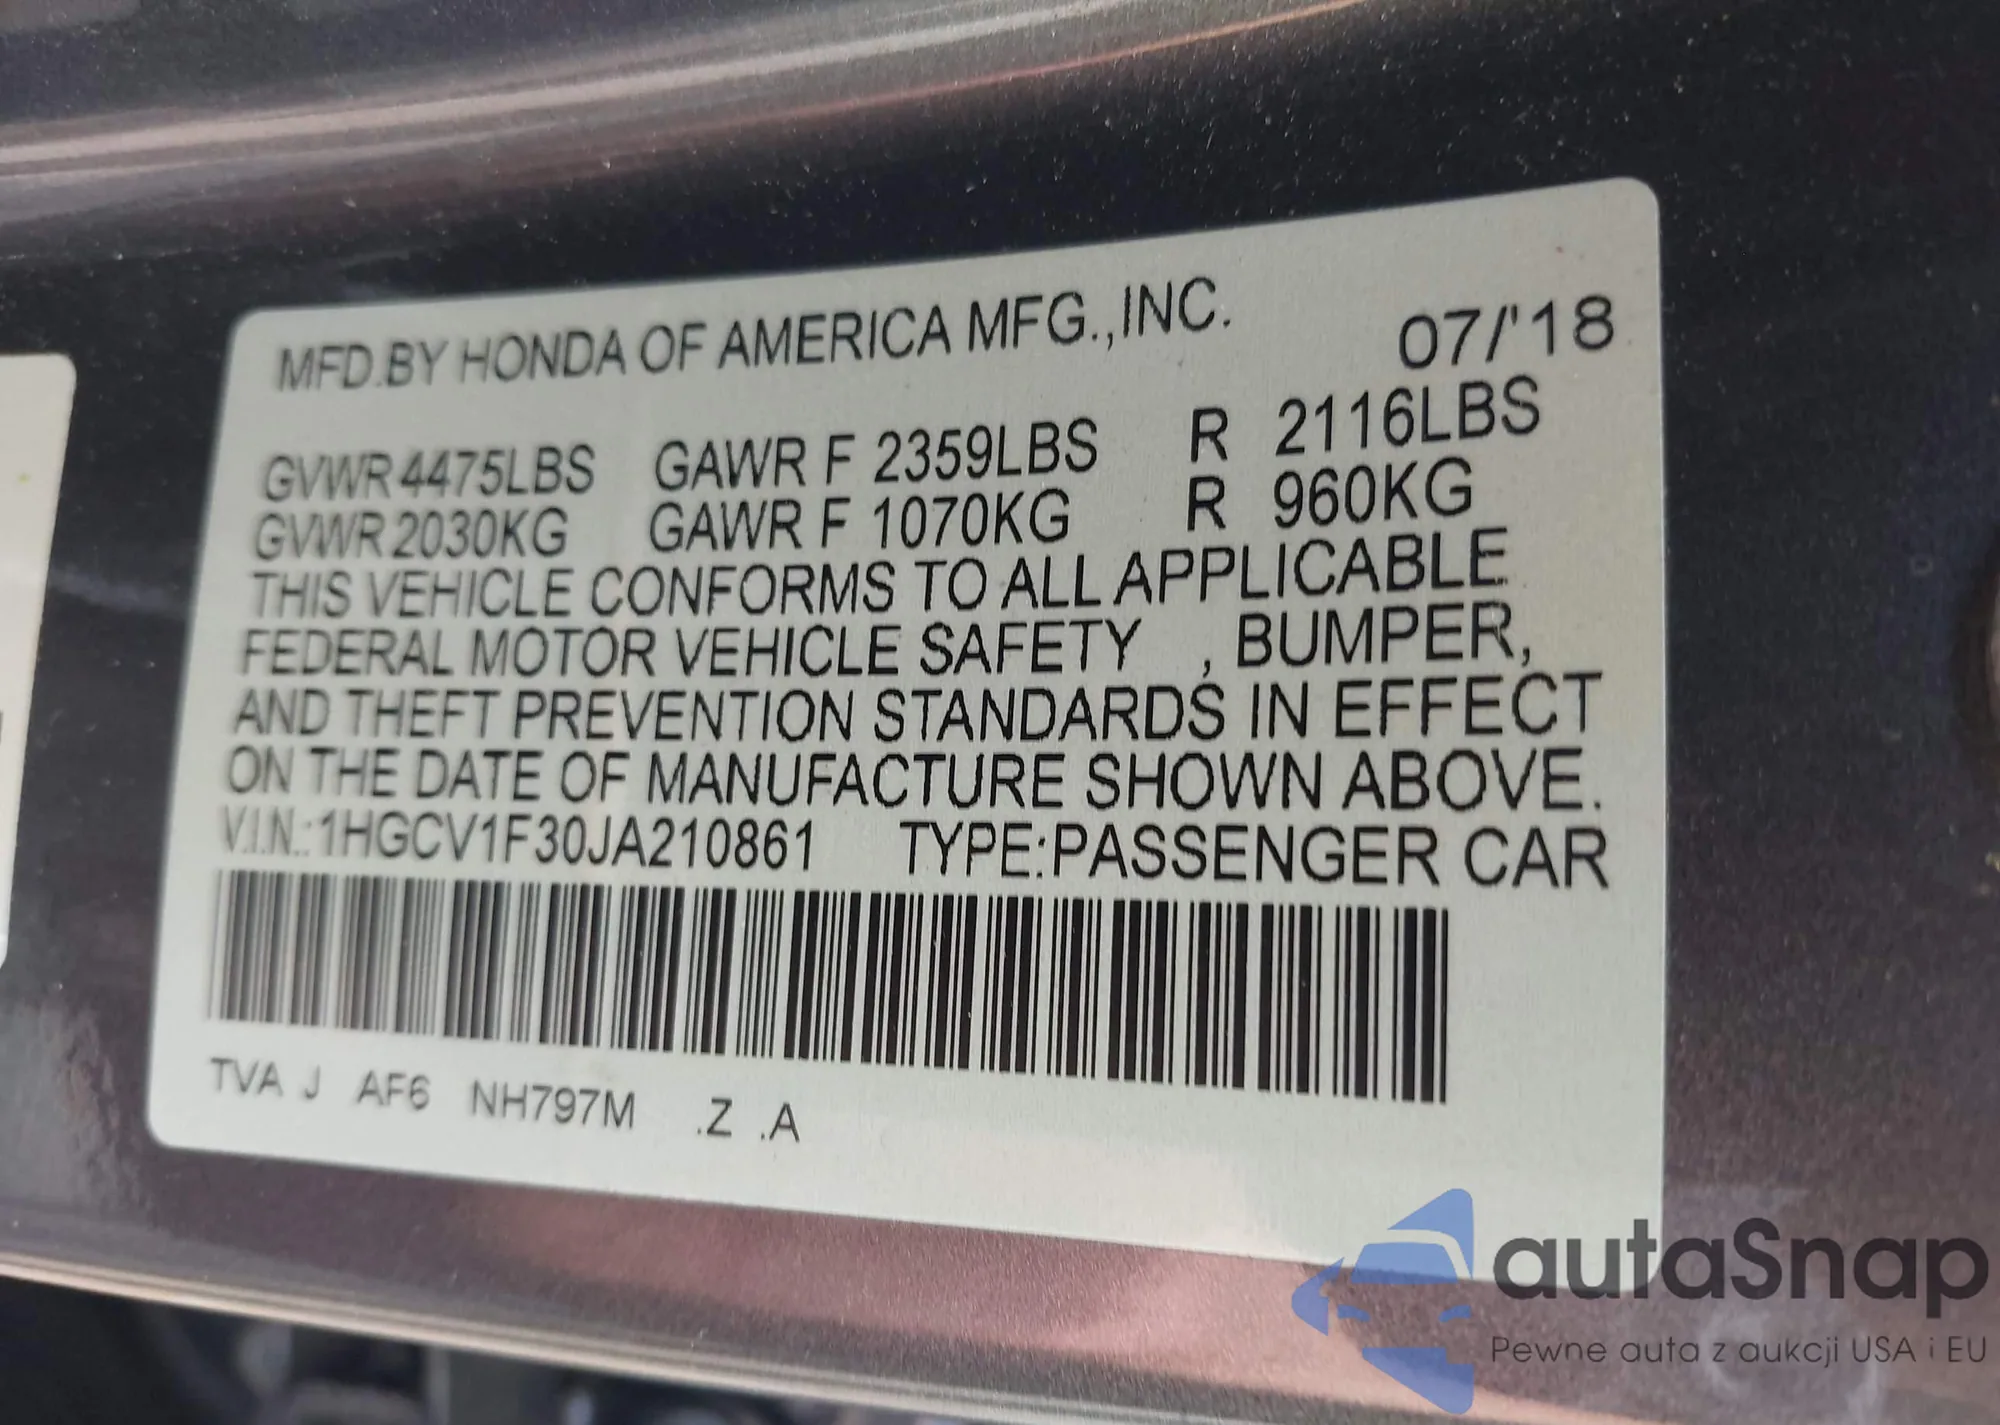 MFD.BY HONDA OF AMERICA MFG.,INC. 07/'18
GVWR 4475LBS GAWR F 2359LBS R 2116LBS
GVWR 2030KG GAWR F 1070KG R 960KG
THIS VEHICLE CONFORMS TO ALL APPLICABLE
FEDERAL MOTOR VEHICLE SAFETY , BUMPER,
AND THEFT PREVENTION STANDARDS IN EFFECT
ON THE DATE OF MANUFACTURE SHOWN ABOVE.
V.I.N.:1HGCV1F30JA210861 TYPE:PASSENGER CAR
TVA J AF6 NH797M .Z .A
autaSnap
Pewne auta z aukcji USA i EU